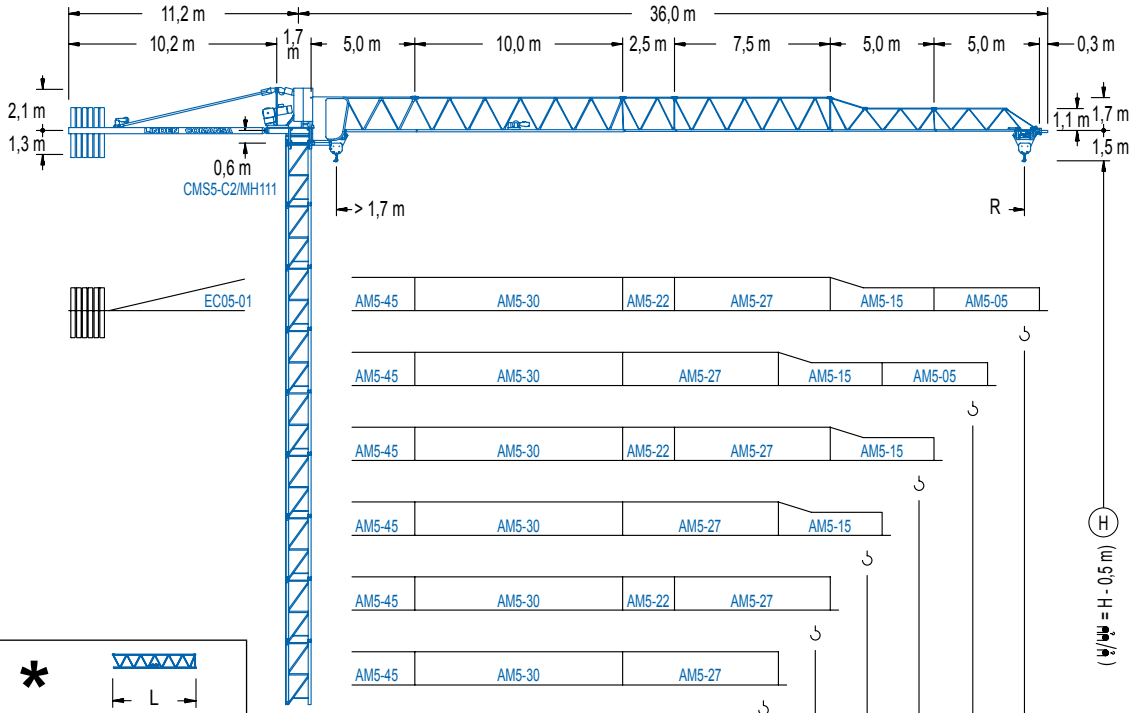 11,2 m 36,0 m
10,2 m 1,7 m 5,0 m 10,0 m 2,5 m 7,5 m 5,0 m 5,0 m 0,3 m
2,1 m
1,3 m
LINDEN COMANSA
0,6 m
CMS5-C2/MH111
1,1 m 1,7 m
1,5 m
> 1,7 m R
EC05-01
AM5-45 AM5-30 AM5-22 AM5-27 AM5-15 AM5-05
AM5-45 AM5-30 AM5-27 AM5-15 AM5-05
AM5-45 AM5-30 AM5-22 AM5-27 AM5-15
AM5-45 AM5-30 AM5-27 AM5-15
AM5-45 AM5-30 AM5-22 AM5-27
AM5-45 AM5-30 AM5-27
H
( / = H - 0,5 m)
*
L